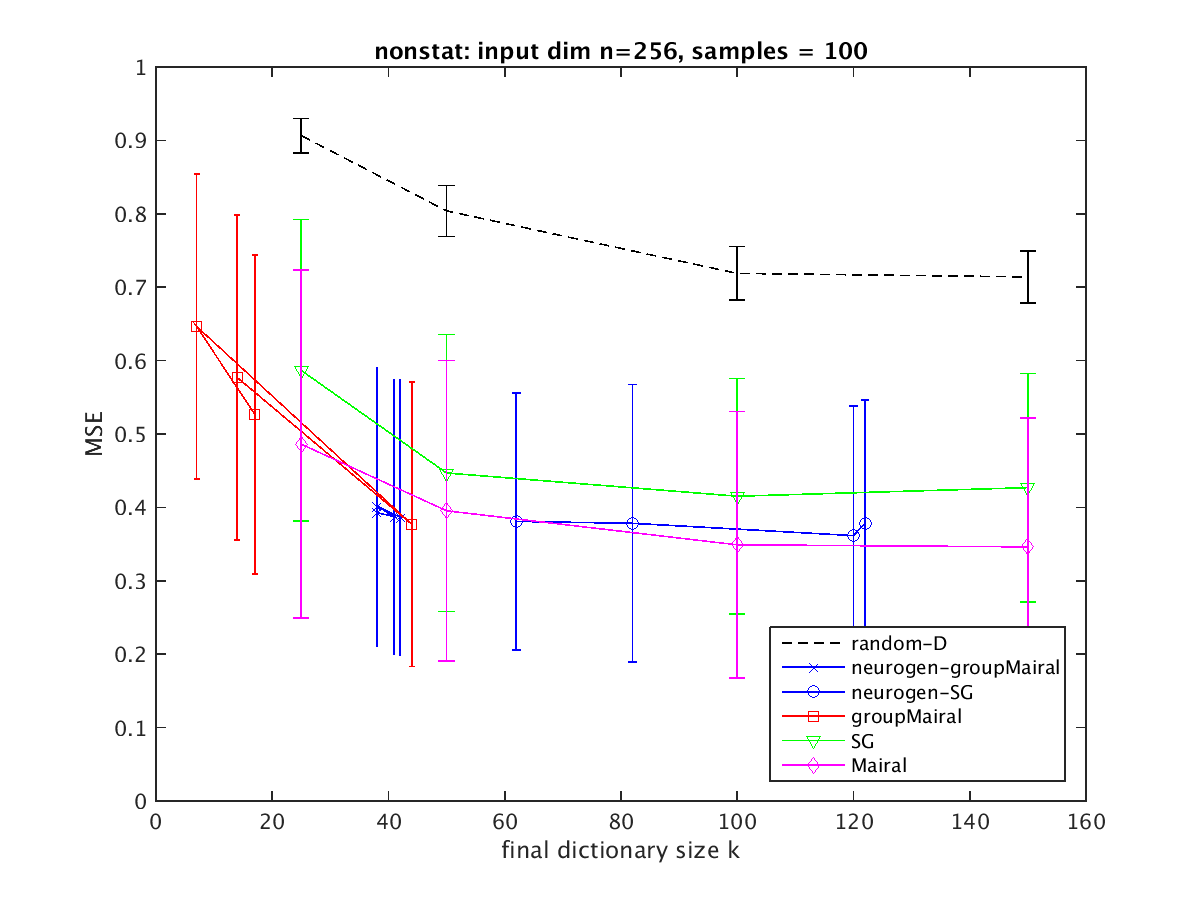 nonstat: input dim n=256, samples = 100
1
0.9
0.8
0.7
0.6
0.5
0.4
0.3
0.2
0.1
0
MSE
0 20 40 60 80 100 120 140 160
final dictionary size k
random-D
neurogen-groupMairal
neurogen-SG
groupMairal
SG
Mairal